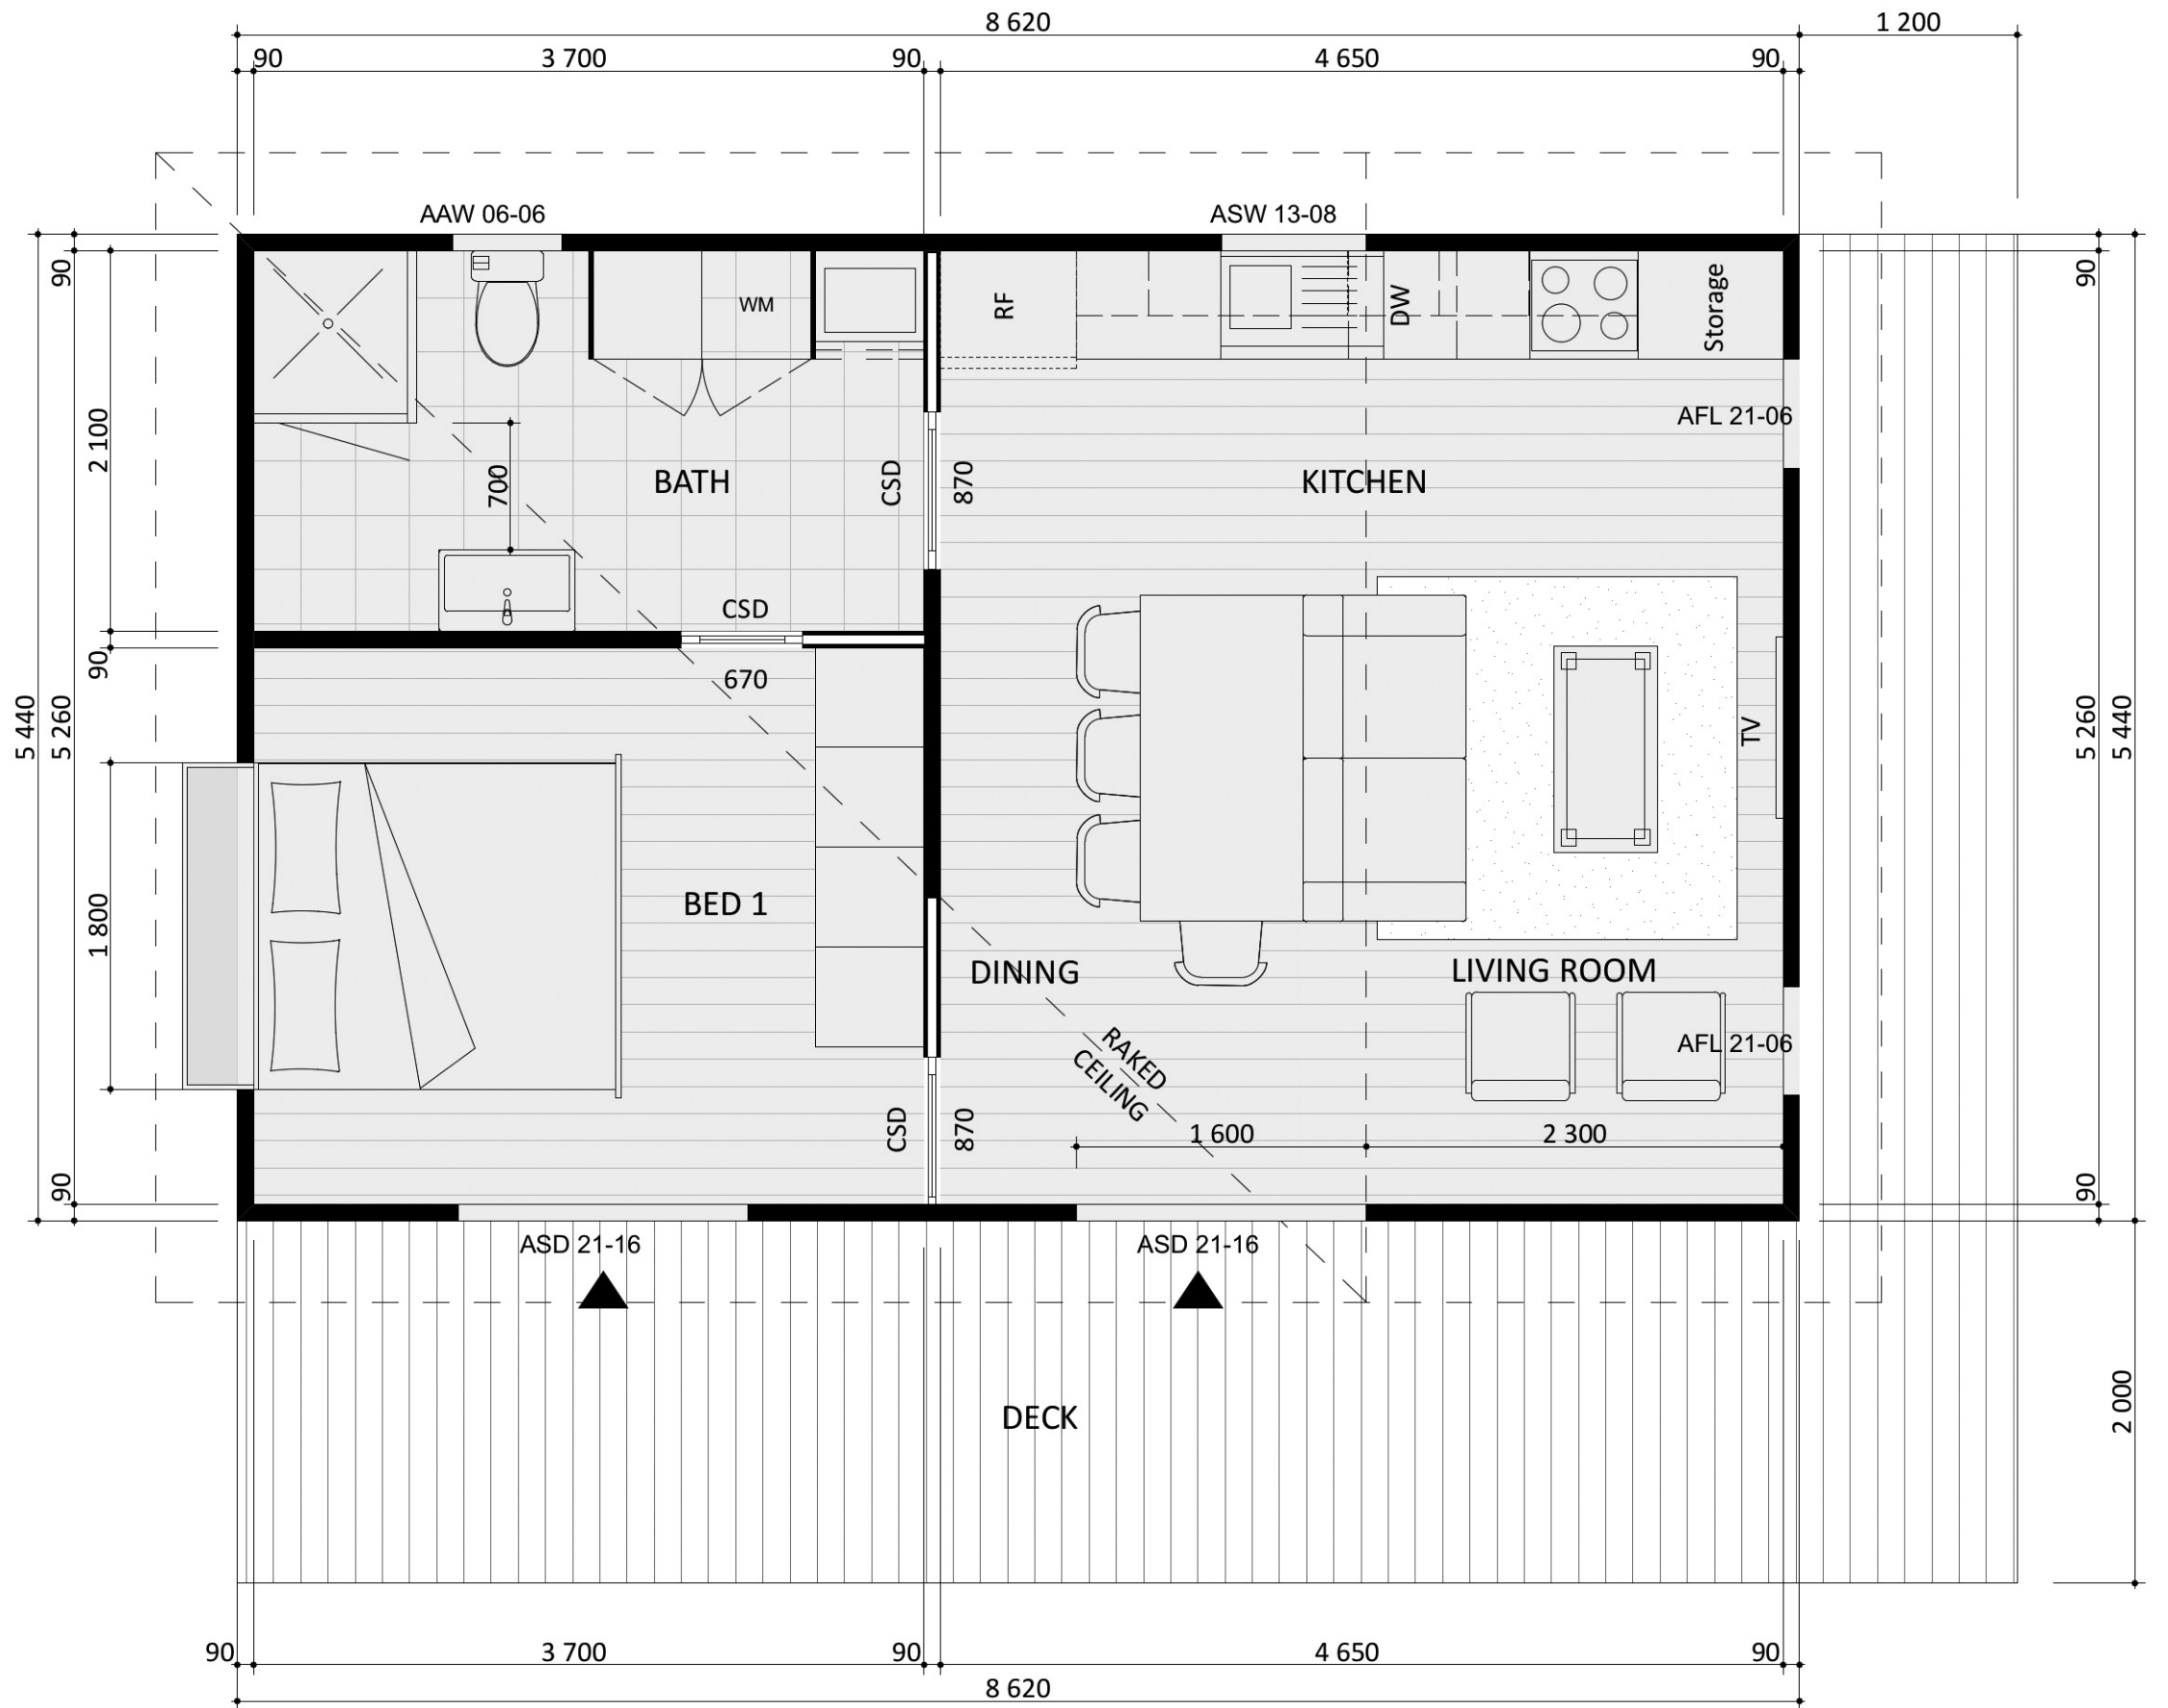 8 620
1 200
90
3 700
90
4 650
90
AAW 06-06
ASW 13-08
90
90
WM
RF
DW
Storage
AFL 21-06
2 100
700
BATH
CSD
870
KITCHEN
CSD
90
670
5 440
5 260
TV
5 260
5 440
1 800
BED 1
DINING
LIVING ROOM
RAKED
CEILING
AFL 21-06
CSD
870
1 600
2 300
90
90
ASD 21-16
ASD 21-16
DECK
2 000
90
3 700
90
4 650
90
8 620